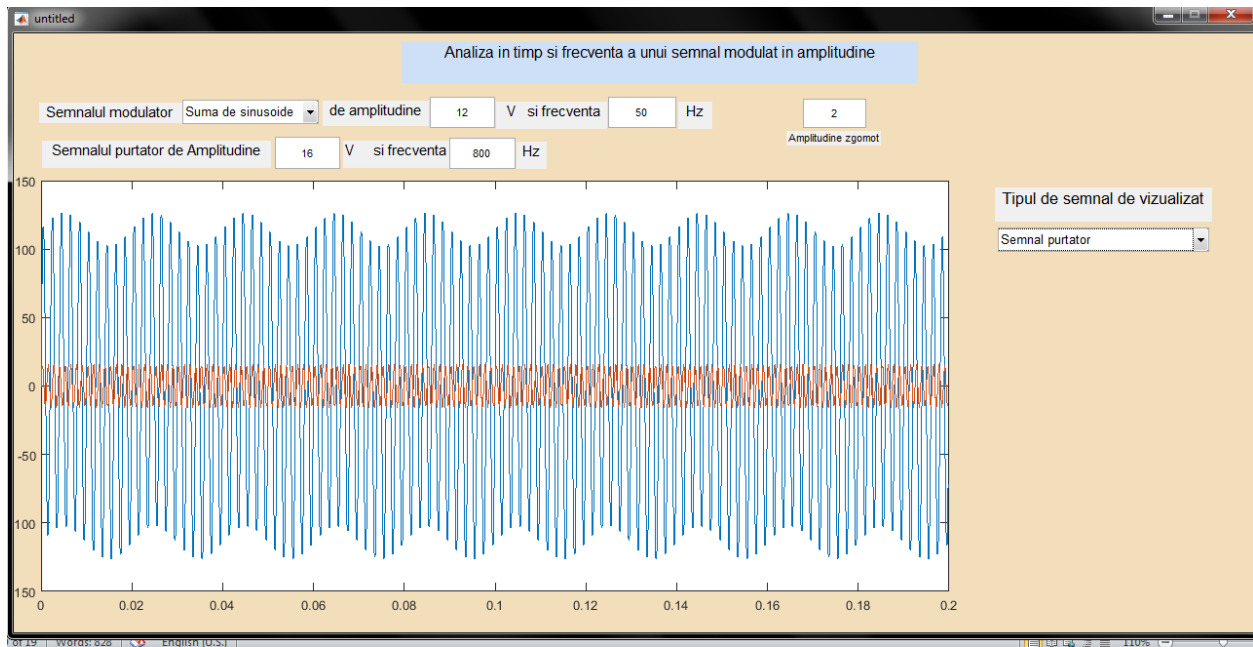 untitled
Analiza in timp si frecventa a unui semnal modulat in amplitudine
Semnalul modulator Suma de sinusoide de amplitudine 12 V si frecventa 50 Hz 2
Amplitudine zgomot
Semnalul purtator de Amplitudine 16 V si frecventa 800 Hz
Tipul de semnal de vizualizat
Semnal purtator
150
100
50
0
-50
100
150
0 0.02 0.04 0.06 0.08 0.1 0.12 0.14 0.16 0.18 0.2
of 19 Words: 828 English (U.S.) 110%